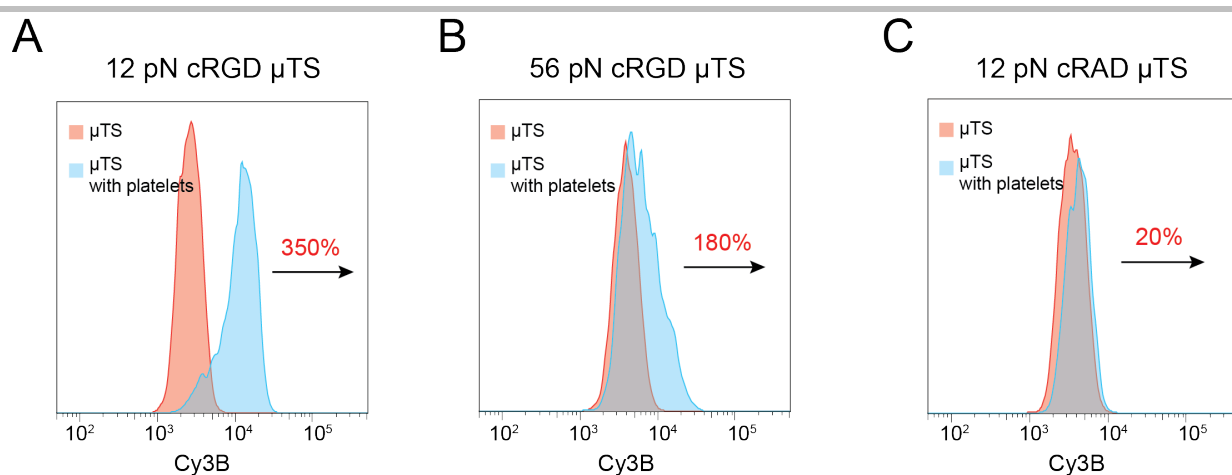 A
B
C
12 pN cRGD µTS
56 pN cRGD µTS
12 pN cRAD µTS
µTS
µTS
with platelets
350%
10² 10³ 10⁴ 10⁵
Cy3B
µTS
µTS
with platelets
180%
10² 10³ 10⁴ 10⁵
Cy3B
µTS
µTS
with platelets
20%
10² 10³ 10⁴ 10⁵
Cy3B